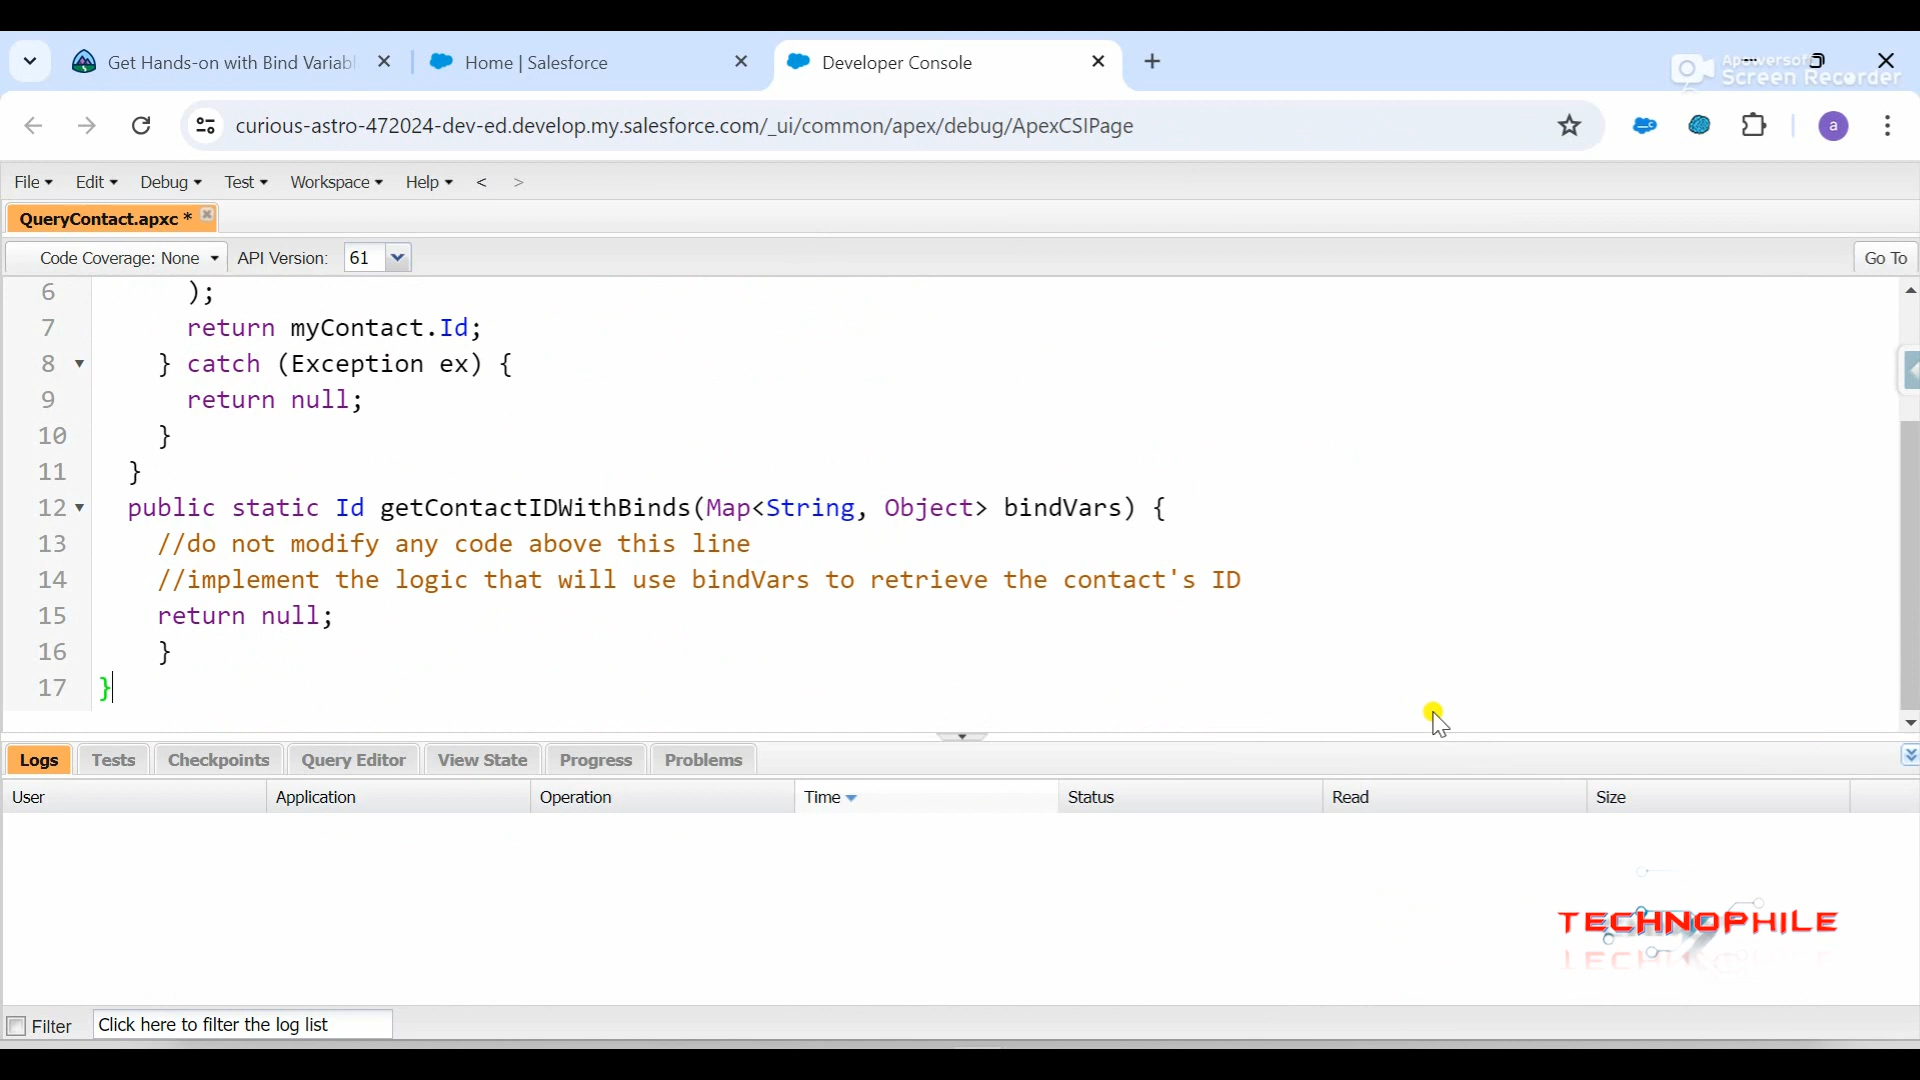 Get Hands-on with Bind Variabl
Home | Salesforce
Developer Console
Apowersoft
Screen Recorder
curious-astro-472024-dev-ed.develop.my.salesforce.com/_ui/common/apex/debug/ApexCSIPage
a
File Edit Debug Test Workspace Help < >
QueryContact.apxc *
Code Coverage: None API Version: 61 Go To
6 );
7 return myContact.Id;
8 } catch (Exception ex) {
9 return null;
10 }
11 }
12 public static Id getContactIDWithBinds(Map<String, Object> bindVars) {
13 //do not modify any code above this line
14 //implement the logic that will use bindVars to retrieve the contact's ID
15 return null;
16 }
17 }
Logs Tests Checkpoints Query Editor View State Progress Problems
User Application Operation Time Status Read Size
TECHNOPHILE
Filter Click here to filter the log list